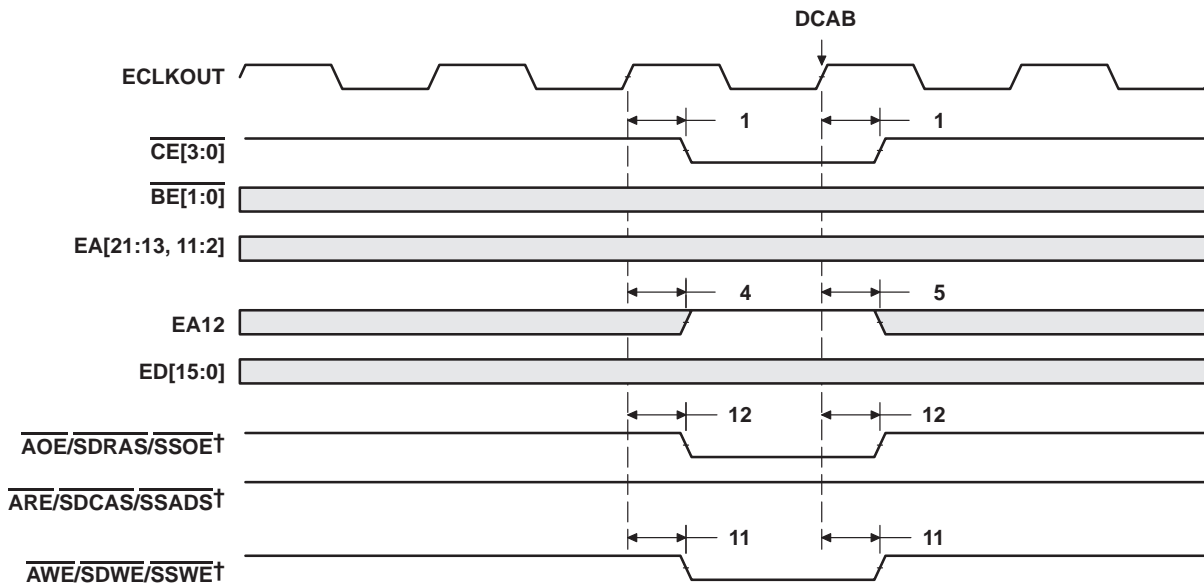 DCAB
ECLKOUT
1 1
CE[3:0]
BE[1:0]
EA[21:13, 11:2]
4 5
EA12
ED[15:0]
12 12
AOE/SDRAS/SSOE†
ARE/SDCAS/SSADS†
11 11
AWE/SDWE/SSWE†